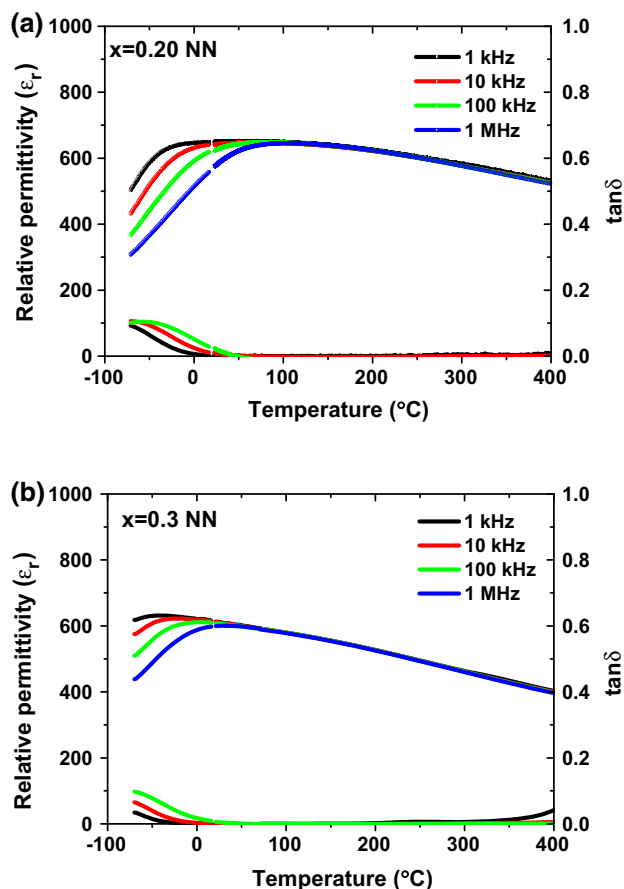 (a)
x=0.20 NN
1 kHz
10 kHz
100 kHz
1 MHz
Relative permittivity (εr)
1000
800
600
400
200
0
1.0
0.8
0.6
0.4
0.2
0.0
tanδ
-100 0 100 200 300 400
Temperature (°C)
(b)
x=0.3 NN
1 kHz
10 kHz
100 kHz
1 MHz
Relative permittivity (εr)
1000
800
600
400
200
0
1.0
0.8
0.6
0.4
0.2
0.0
tanδ
-100 0 100 200 300 400
Temperature (°C)